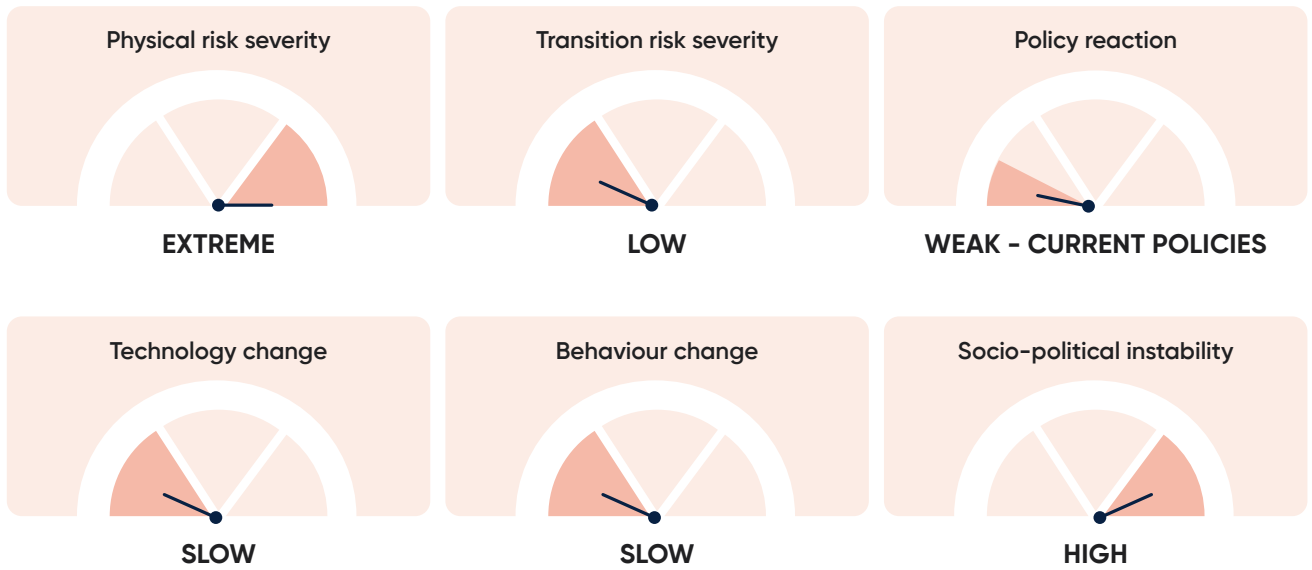 Physical risk severity
Transition risk severity
Policy reaction
EXTREME
LOW
WEAK - CURRENT POLICIES
Technology change
Behaviour change
Socio-political instability
SLOW
SLOW
HIGH